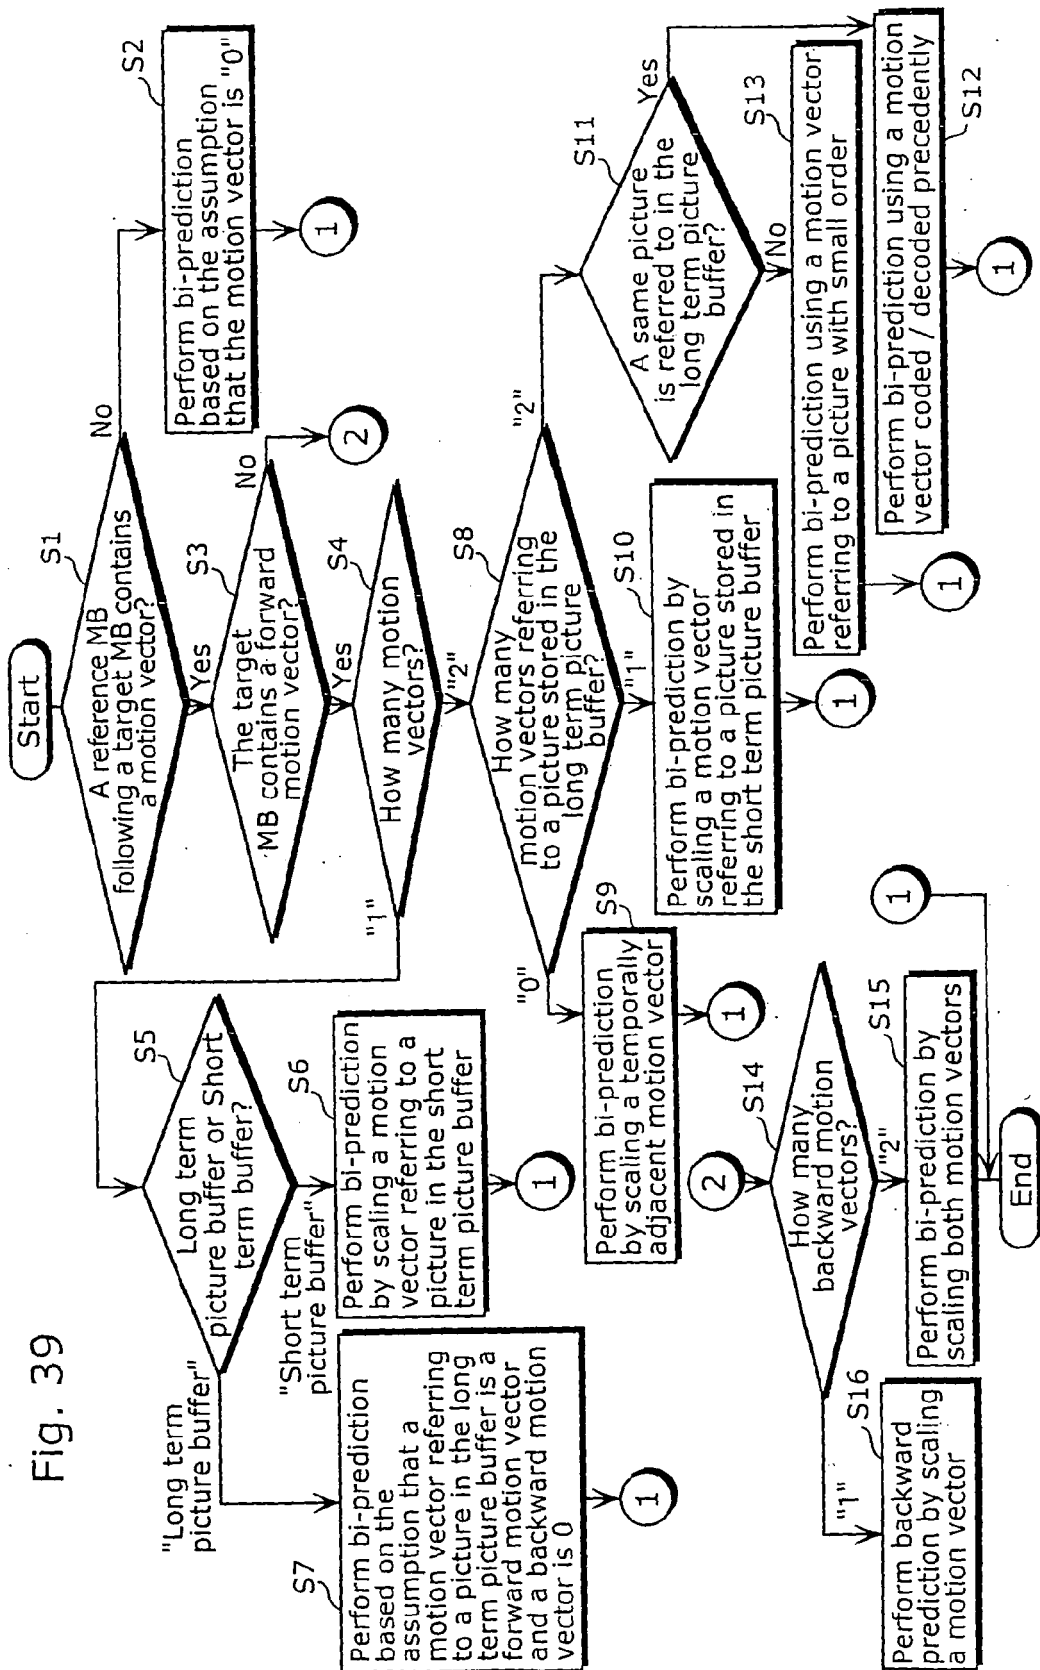 Fig. 39
Start
S1
A reference MB
following a target MB contains
a motion vector?
No
Yes
S2
Perform bi-prediction
based on the assumption
that the motion vector is "0"
1
S3
The target
MB contains a forward
motion vector?
No
2
Yes
S4
How many motion
vectors?
"1"
"2"
S5
Long term
picture buffer or Short
term buffer?
"Long term
picture buffer"
"Short term
picture buffer"
S6
Perform bi-prediction
by scaling a motion
vector referring to a
picture in the short
term picture buffer
1
S7
Perform bi-prediction
based on the
assumption that a
motion vector referring
to a picture in the long
term picture buffer is a
forward motion vector
and a backward motion
vector is 0
1
S8
How many
motion vectors referring
to a picture stored in the
long term picture
buffer?
"0"
"1"
"2"
S9
Perform bi-prediction
by scaling a temporally
adjacent motion vector
1
S10
Perform bi-prediction by
scaling a motion vector
referring to a picture stored in
the short term picture buffer
1
S11
A same picture
is referred to in the
long term picture
buffer?
Yes
No
S13
Perform bi-prediction using a motion vector
referring to a picture with small order
1
S12
Perform bi-prediction using a motion
vector coded / decoded precedently
1
2
S14
How many
backward motion
vectors?
"1"
"2"
S15
Perform bi-prediction by
scaling both motion vectors
S16
Perform backward
prediction by scaling
a motion vector
1
End